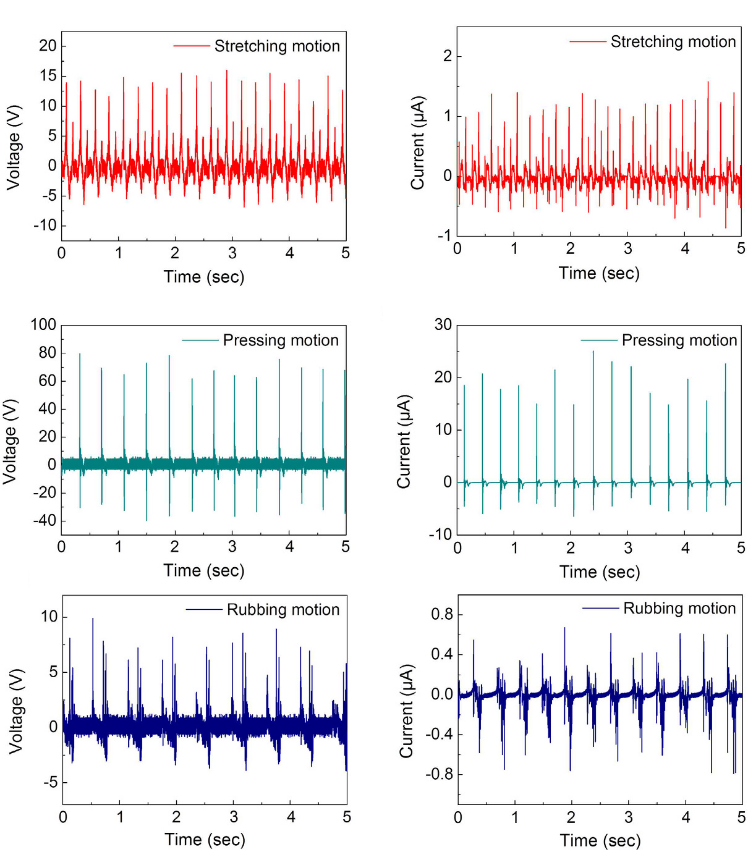 Stretching motion
Voltage (V)
20
15
10
5
0
-5
-10
0 1 2 3 4 5
Time (sec)
Stretching motion
Current (µA)
2
1
0
-1
0 1 2 3 4 5
Time (sec)
Pressing motion
Voltage (V)
100
80
60
40
20
0
-20
-40
0 1 2 3 4 5
Time (sec)
Pressing motion
Current (µA)
30
20
10
0
-10
0 1 2 3 4 5
Time (sec)
Rubbing motion
Voltage (V)
10
5
0
-5
0 1 2 3 4 5
Time (sec)
Rubbing motion
Current (µA)
0.8
0.4
0.0
-0.4
-0.8
0 1 2 3 4 5
Time (sec)